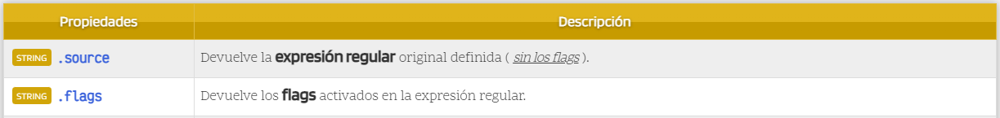 Propiedades Descripción
STRING .source Devuelve la expresión regular original definida ( sin los flags ).
STRING .flags Devuelve los flags activados en la expresión regular.